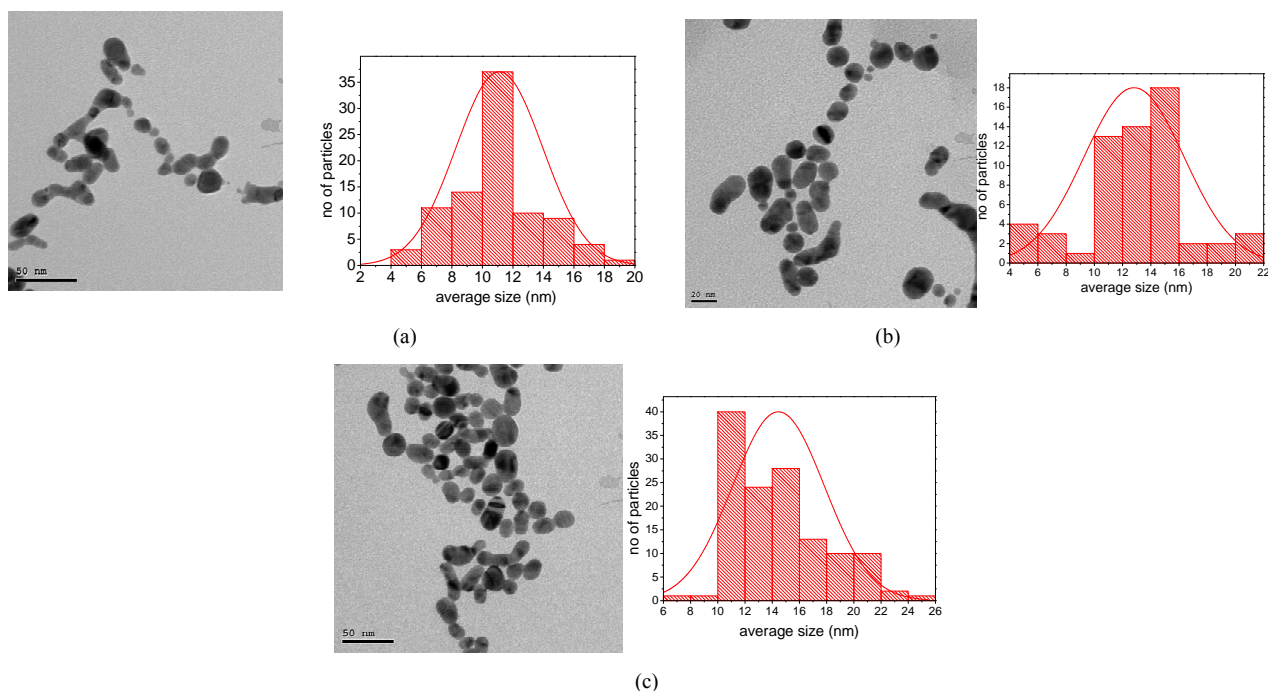 50 nm
no of particles
35
30
25
20
15
10
5
0
2 4 6 8 10 12 14 16 18 20
average size (nm)
(a)
20 nm
no of particles
18
16
14
12
10
8
6
4
2
0
4 6 8 10 12 14 16 18 20 22
average size (nm)
(b)
50 nm
no of particles
40
35
30
25
20
15
10
5
0
6 8 10 12 14 16 18 20 22 24 26
average size (nm)
(c)